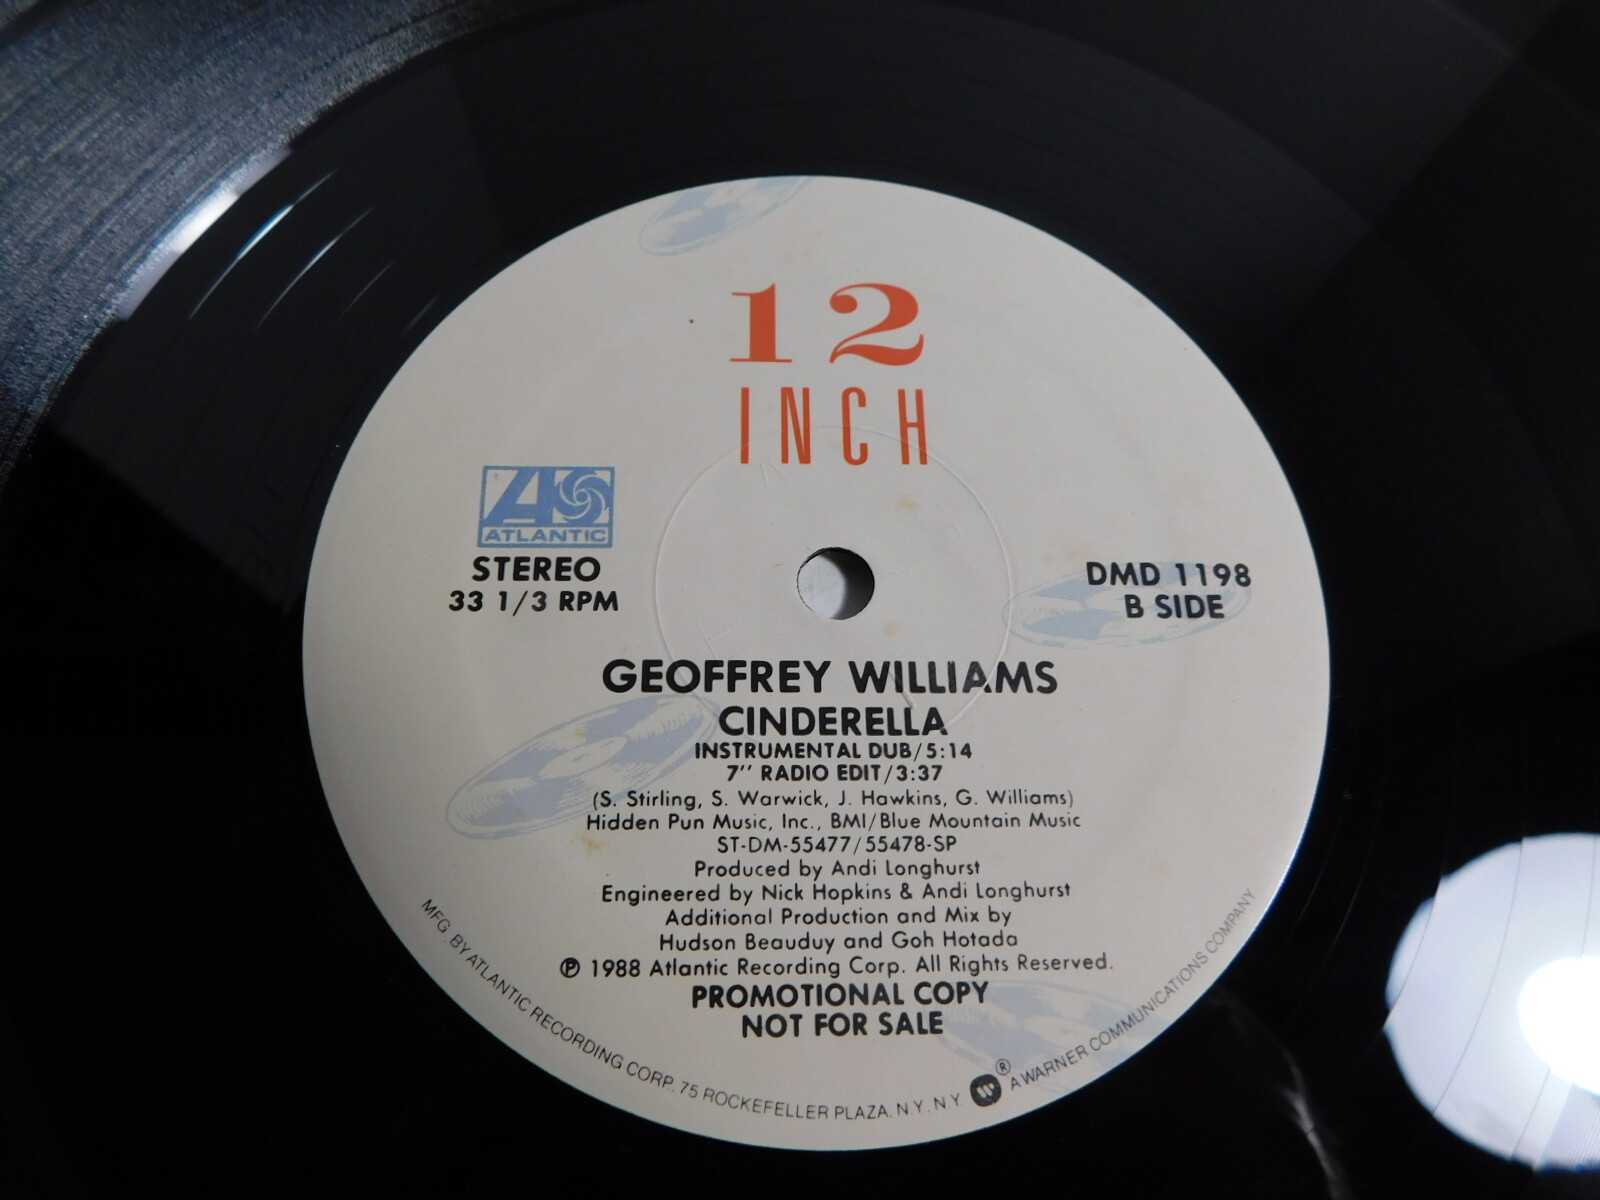 12
INCH
ATLANTIC
STEREO
33 1/3 RPM
DMD 1198
B SIDE
GEOFFREY WILLIAMS
CINDERELLA
INSTRUMENTAL DUB/5:14
7'' RADIO EDIT/3:37
(S. Stirling, S. Warwick, J. Hawkins, G. Williams)
Hidden Pun Music, Inc., BMI/Blue Mountain Music
ST-DM-55477/55478-SP
Produced by Andi Longhurst
Engineered by Nick Hopkins & Andi Longhurst
Additional Production and Mix by
Hudson Beauduy and Goh Hotada
℗ 1988 Atlantic Recording Corp. All Rights Reserved.
PROMOTIONAL COPY
NOT FOR SALE
MFG. BY ATLANTIC RECORDING CORP. 75 ROCKEFELLER PLAZA, N.Y., N.Y. ® A WARNER COMMUNICATIONS COMPANY